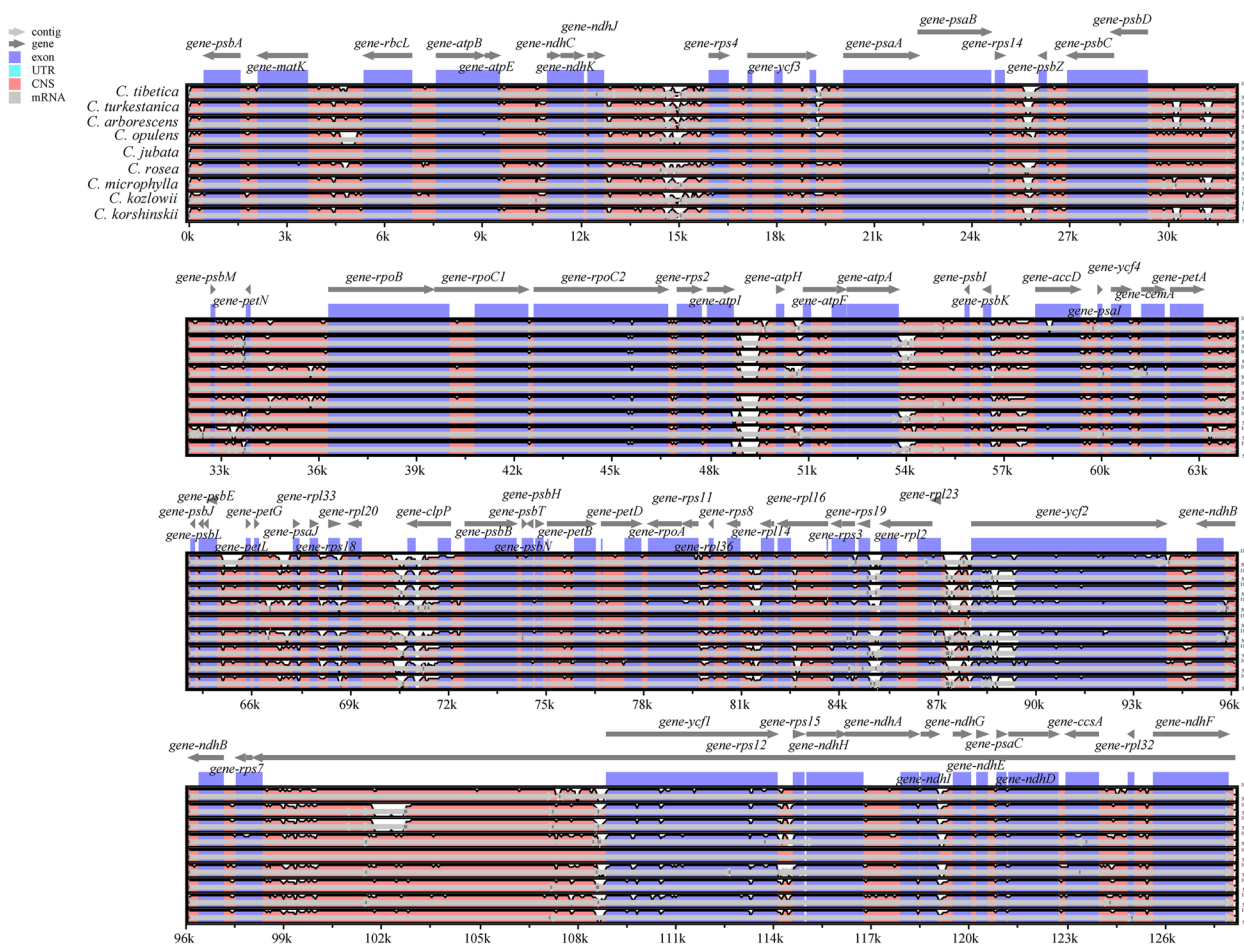 contig
gene
exon
UTR
CNS
mRNA
gene-psbA
gene-matK
gene-rbcL
gene-atpB
gene-atpE
gene-ndhC
gene-ndhK
gene-ndhJ
gene-rps4
gene-ycf3
gene-psaA
gene-psaB
gene-rps14
gene-psbZ
gene-psbC
gene-psbD
C. tibetica
C. turkestanica
C. arborescens
C. opulens
C. jubata
C. rosea
C. microphylla
C. kozlowii
C. korshinskii
0k 3k 6k 9k 12k 15k 18k 21k 24k 27k 30k
gene-psbM
gene-petN
gene-rpoB
gene-rpoC1
gene-rpoC2
gene-rps2
gene-atpI
gene-atpH
gene-atpF
gene-atpA
gene-psbI
gene-psbK
gene-accD
gene-psaI
gene-ycf4
gene-cemA
gene-petA
33k 36k 39k 42k 45k 48k 51k 54k 57k 60k 63k
gene-psbE
gene-psbJ
gene-psbL
gene-petL
gene-petG
gene-psaJ
gene-rpl33
gene-rps18
gene-rpl20
gene-clpP
gene-psbB
gene-psbT
gene-psbH
gene-psbN
gene-petB
gene-petD
gene-rpoA
gene-rps11
gene-rpl36
gene-rps8
gene-rpl14
gene-rpl16
gene-rps3
gene-rps19
gene-rpl2
gene-rpl23
gene-ycf2
gene-ndhB
66k 69k 72k 75k 78k 81k 84k 87k 90k 93k 96k
gene-ndhB
gene-rps7
gene-ycf1
gene-rps12
gene-rps15
gene-ndhH
gene-ndhA
gene-ndhI
gene-ndhG
gene-ndhE
gene-psaC
gene-ndhD
gene-ccsA
gene-rpl32
gene-ndhF
96k 99k 102k 105k 108k 111k 114k 117k 120k 123k 126k